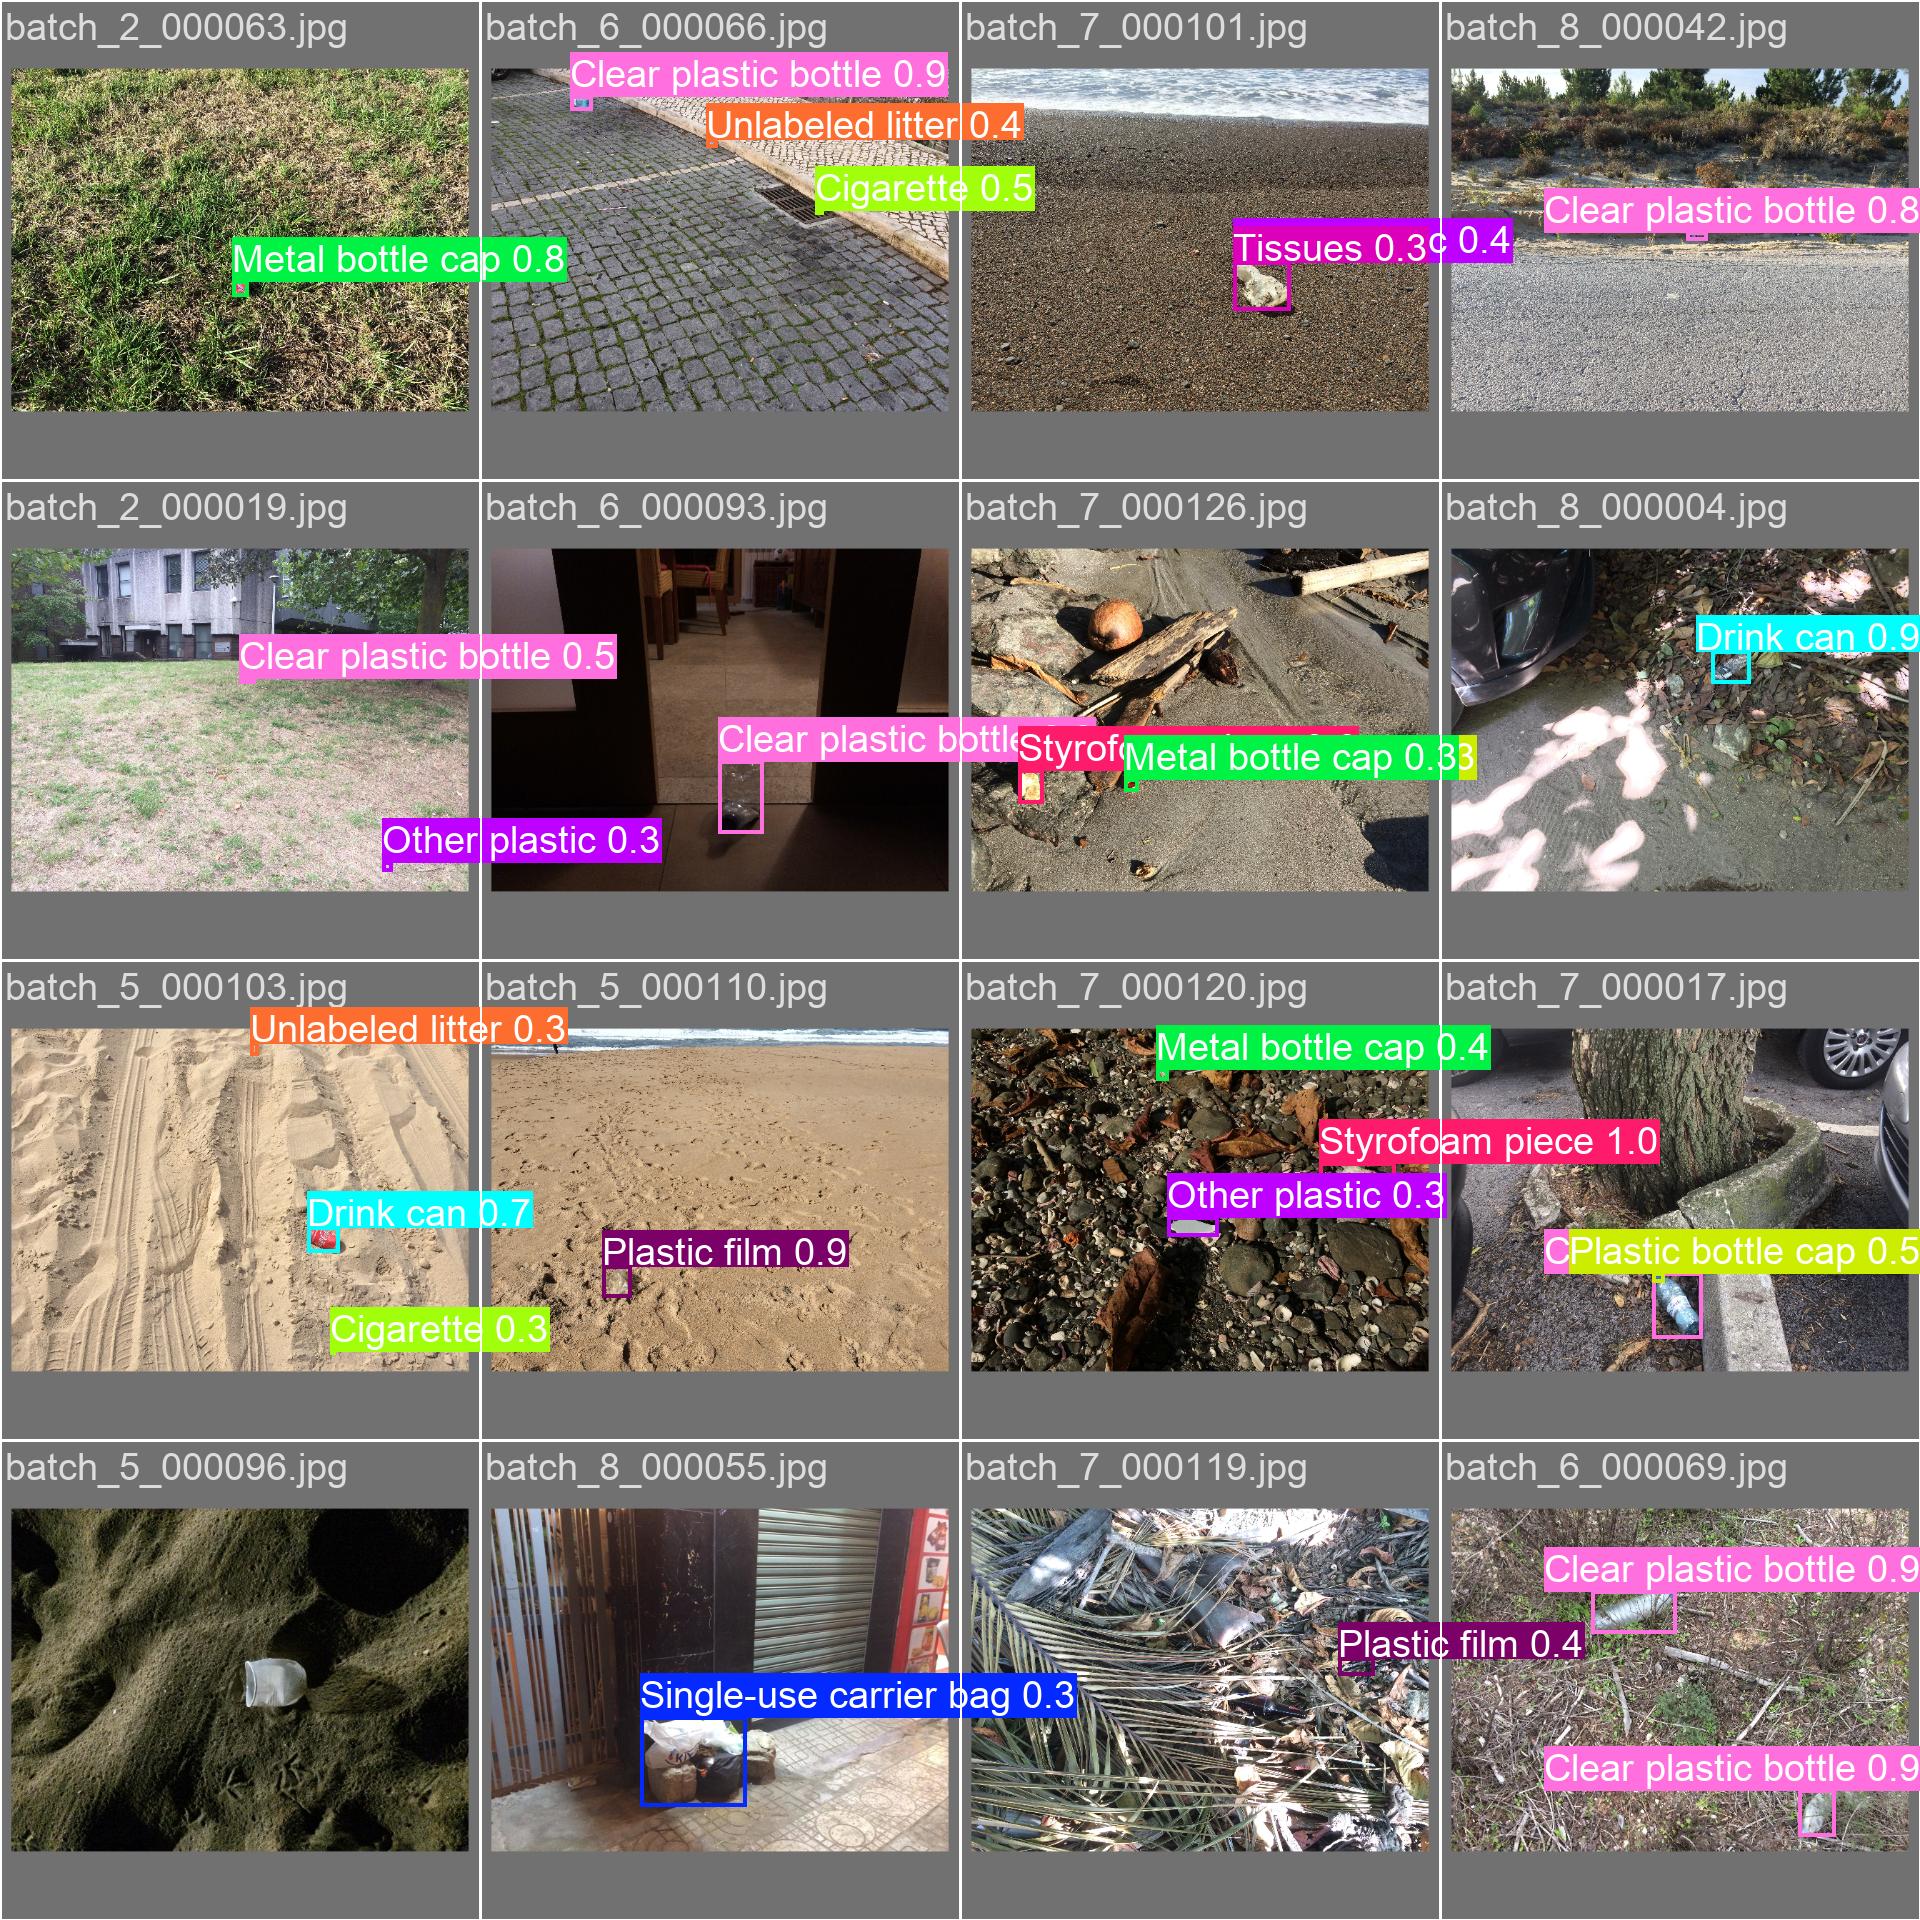 batch_2_000063.jpg
batch_6_000066.jpg
batch_7_000101.jpg
batch_8_000042.jpg
Clear plastic bottle 0.9
Unlabeled litter 0.4
Cigarette 0.5
Metal bottle cap 0.8
Tissues 0.3
c 0.4
Clear plastic bottle 0.8
batch_2_000019.jpg
batch_6_000093.jpg
batch_7_000126.jpg
batch_8_000004.jpg
Clear plastic bottle 0.5
Other plastic 0.3
Clear plastic bottle
Styrofo
Metal bottle cap 0.3
3
Drink can 0.9
batch_5_000103.jpg
batch_5_000110.jpg
batch_7_000120.jpg
batch_7_000017.jpg
Unlabeled litter 0.3
Drink can 0.7
Cigarette 0.3
Plastic film 0.9
Metal bottle cap 0.4
Styrofoam piece 1.0
Other plastic 0.3
C
Plastic bottle cap 0.5
batch_5_000096.jpg
batch_8_000055.jpg
batch_7_000119.jpg
batch_6_000069.jpg
Single-use carrier bag 0.3
Plastic film 0.4
Clear plastic bottle 0.9
Clear plastic bottle 0.9